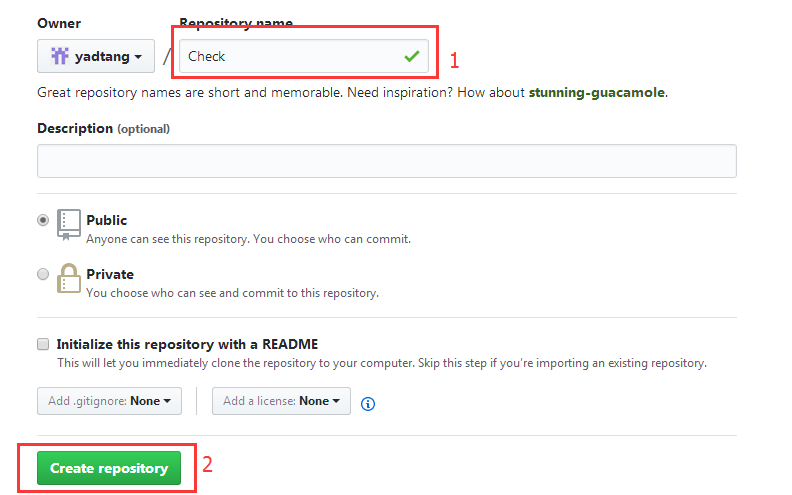 Owner Repository name
yadtang / Check 1
Great repository names are short and memorable. Need inspiration? How about stunning-guacamole.
Description (optional)
Public
Anyone can see this repository. You choose who can commit.
Private
You choose who can see and commit to this repository.
Initialize this repository with a README
This will let you immediately clone the repository to your computer. Skip this step if you’re importing an existing repository.
Add .gitignore: None Add a license: None
Create repository 2